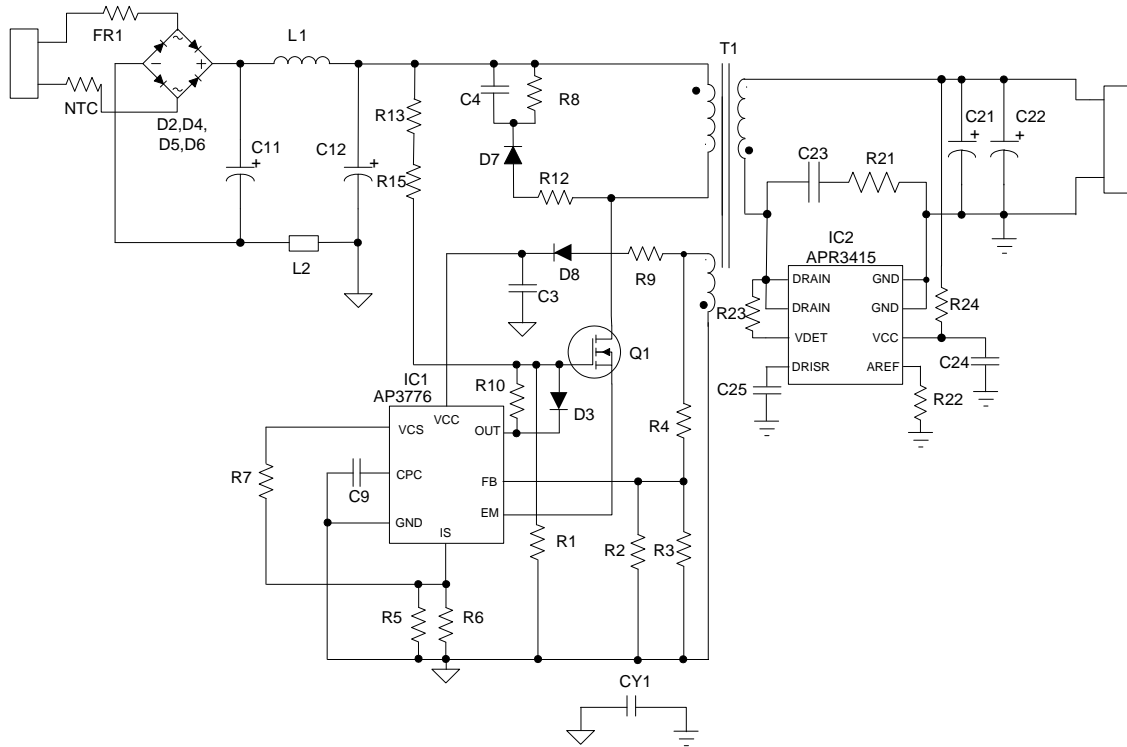 FR1
L1
T1
NTC
D2,D4,
D5,D6
C4
R8
R13
C11
C12
R15
D7
R12
C21
C22
C23
R21
L2
D8
R9
C3
IC2
APR3415
DRAIN
GND
DRAIN
GND
R23
R24
VDET
VCC
DRISR
AREF
C24
C25
R22
Q1
IC1
AP3776
R10
D3
VCC
VCS
OUT
R4
R7
CPC
C9
FB
EM
GND
IS
R1
R2
R3
R5
R6
CY1
- + ~ ~
+
+
+
+